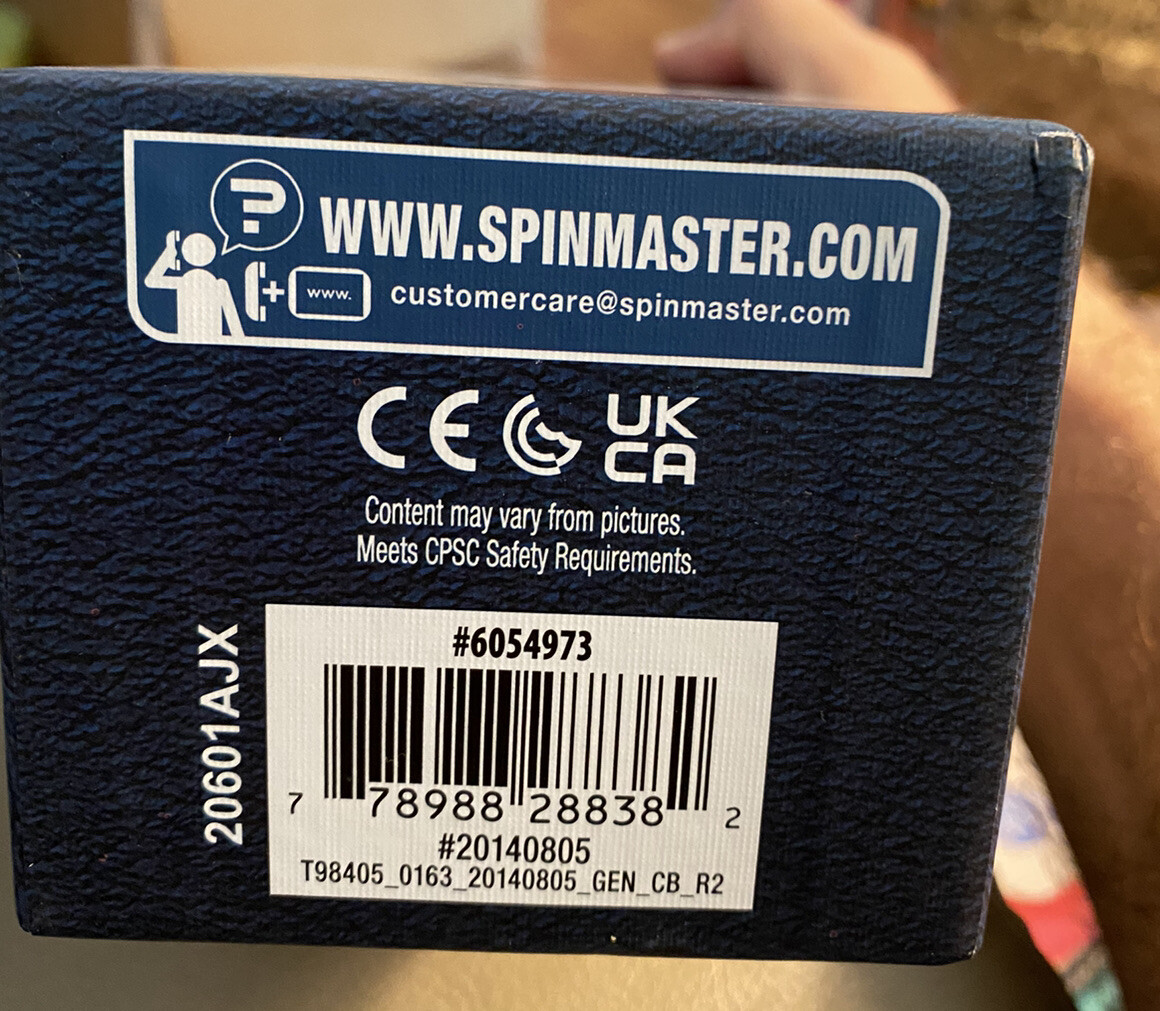 ?
WWW.SPINMASTER.COM
+ www. customercare@spinmaster.com
CE UK
CA
Content may vary from pictures.
Meets CPSC Safety Requirements.
20601AJX
#6054973
7 78988 28838 2
#20140805
T98405_0163_20140805_GEN_CB_R2